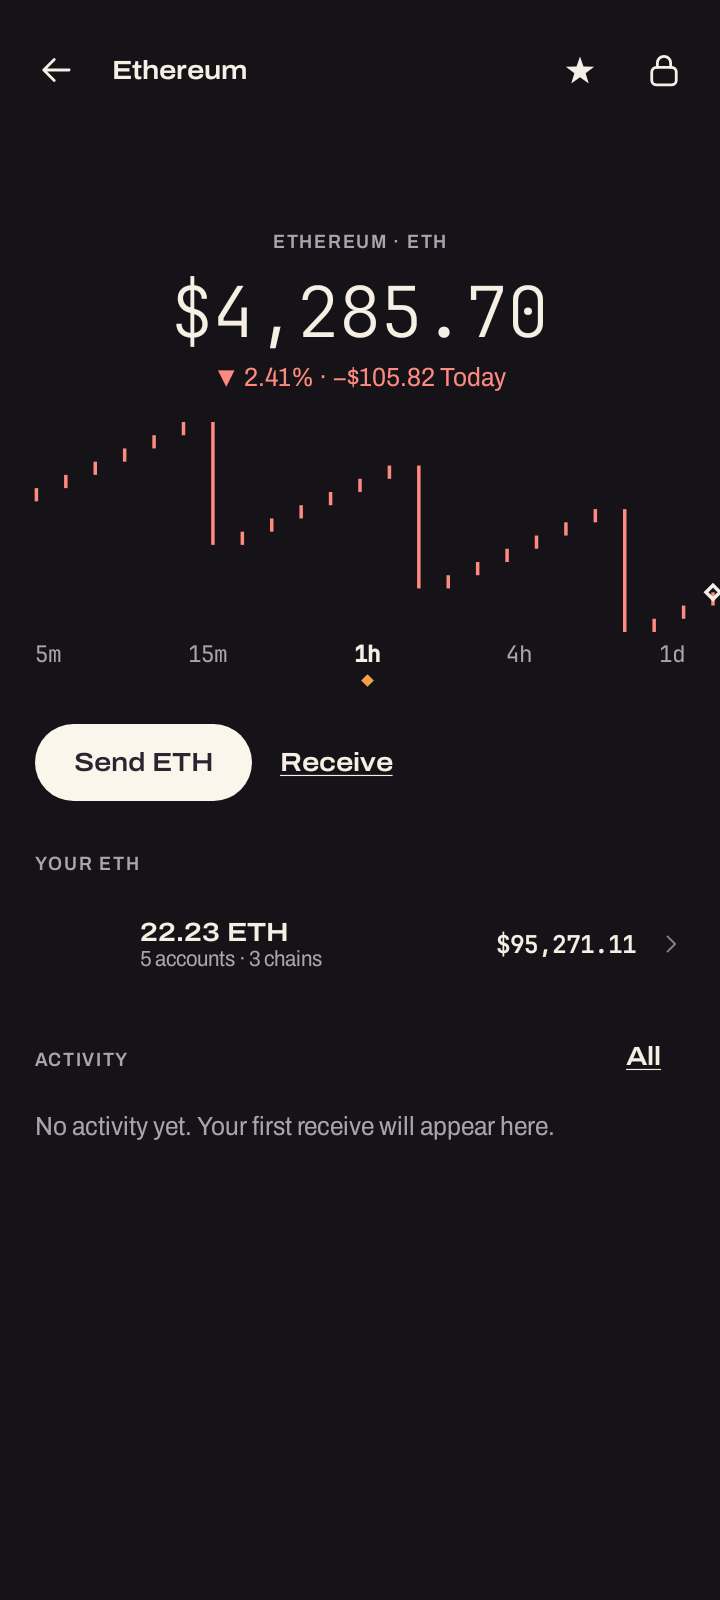 Ethereum
ETHEREUM · ETH
$4,285.70
▼ 2.41% · −$105.82 Today
5m 15m 1h 4h 1d
Send ETH Receive
YOUR ETH
22.23 ETH
5 accounts · 3 chains
$95,271.11
ACTIVITY All
No activity yet. Your first receive will appear here.